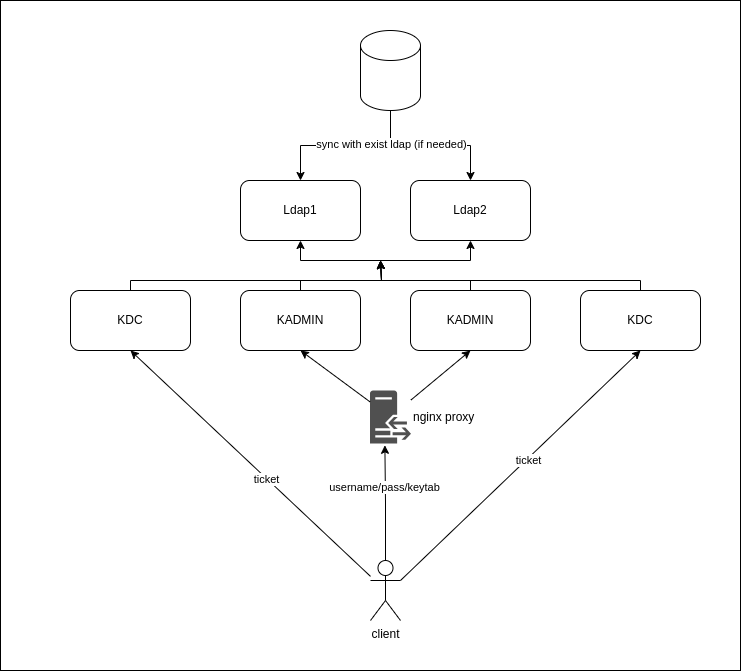 sync with exist ldap (if needed)
Ldap1
Ldap2
KDC
KADMIN
KADMIN
KDC
nginx proxy
ticket
ticket
username/pass/keytab
client